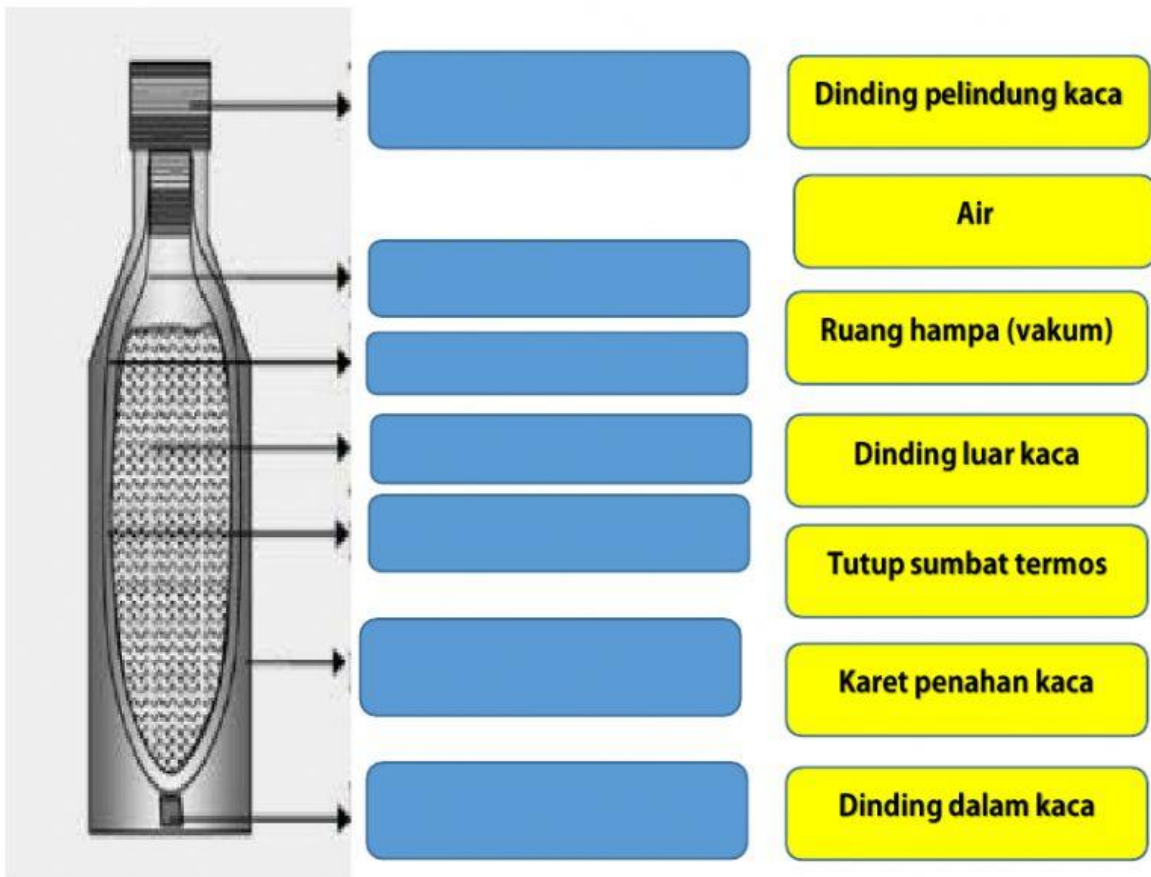 Dinding pelindung kaca
Air
Ruang hampa (vakum)
Dinding luar kaca
Tutup sumbat termos
Karet penahan kaca
Dinding dalam kaca